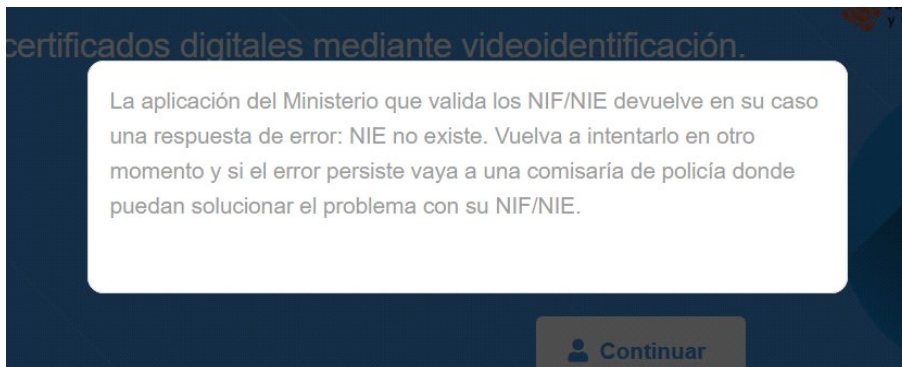 certificados digitales mediante videoidentificación.
La aplicación del Ministerio que valida los NIF/NIE devuelve en su caso
una respuesta de error: NIE no existe. Vuelva a intentarlo en otro
momento y si el error persiste vaya a una comisaría de policía donde
puedan solucionar el problema con su NIF/NIE.
Continuar